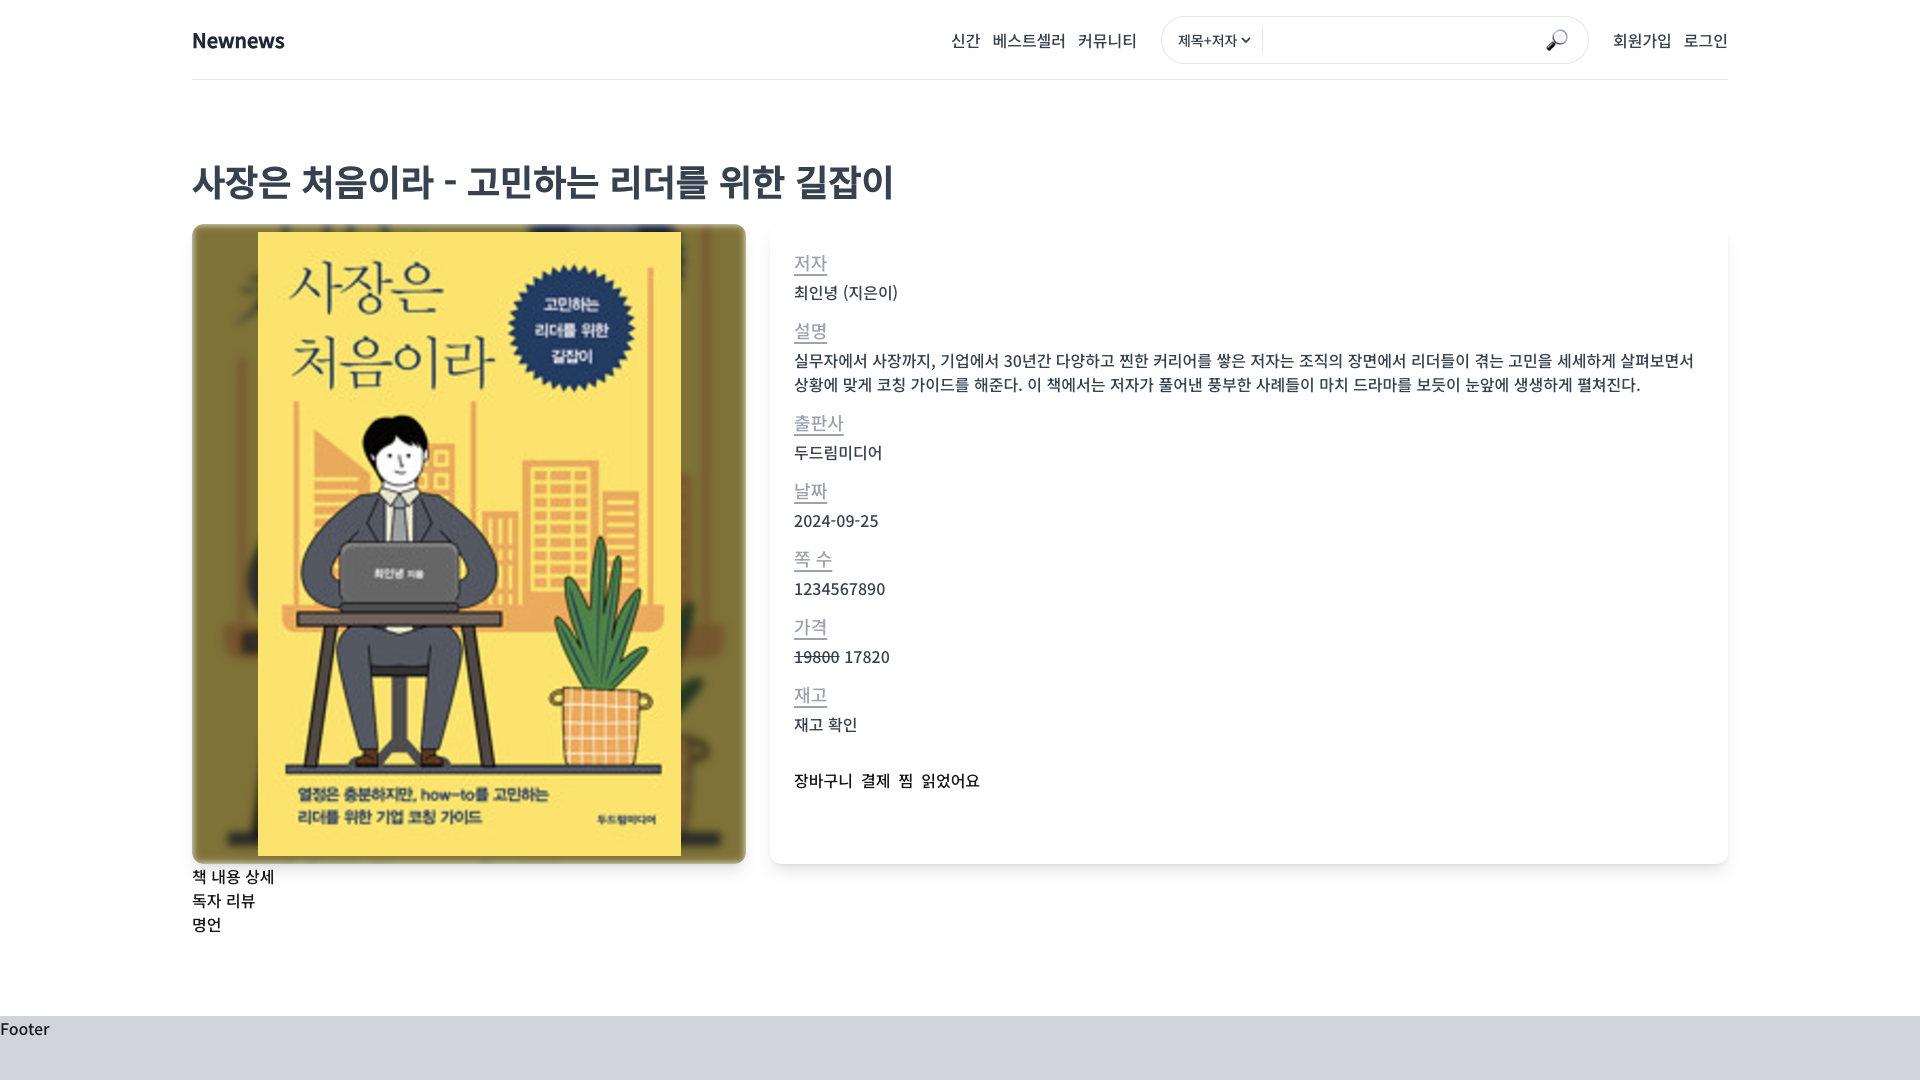 Newnews
신간 베스트셀러 커뮤니티
제목+저자
회원가입 로그인
사장은 처음이라 - 고민하는 리더를 위한 길잡이
사장은
처음이라
고민하는
리더를 위한
길잡이
최인녕 지음
열정은 충분하지만, how-to를 고민하는
리더를 위한 기업 코칭 가이드
두드림미디어
저자
최인녕 (지은이)
설명
실무자에서 사장까지, 기업에서 30년간 다양하고 찐한 커리어를 쌓은 저자는 조직의 장면에서 리더들이 겪는 고민을 세세하게 살펴보면서
상황에 맞게 코칭 가이드를 해준다. 이 책에서는 저자가 풀어낸 풍부한 사례들이 마치 드라마를 보듯이 눈앞에 생생하게 펼쳐진다.
출판사
두드림미디어
날짜
2024-09-25
쪽 수
1234567890
가격
19800 17820
재고
재고 확인
장바구니 결제 찜 읽었어요
책 내용 상세
독자 리뷰
명언
Footer